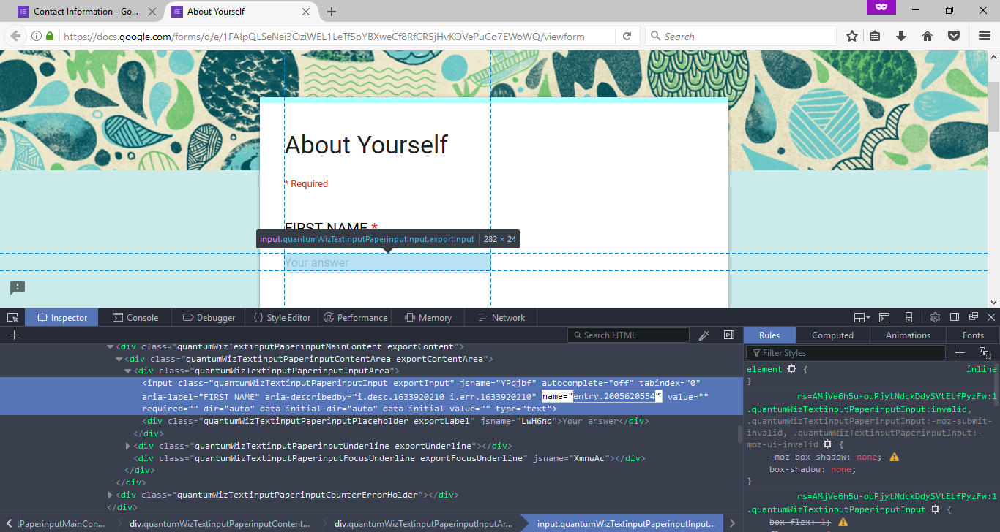 Contact Information - Go...
About Yourself
https://docs.google.com/forms/d/e/1FAIpQLSeNei3OziWEL1LeTf5oYBXweCf8RfCR5jHvKOVePuCo7EWoWQ/viewform
Search
About Yourself
* Required
FIRST NAME *
input.quantumWizTextinputPaperinputInput.exportInput 282 × 24
Your answer
Inspector Console Debugger { } Style Editor Performance Memory Network
Search HTML
Rules Computed Animations Fonts
<div class="quantumWizTextinputPaperinputMainContent exportContent">
<div class="quantumWizTextinputPaperinputContentArea exportContentArea">
<div class="quantumWizTextinputPaperinputInputArea">
<input class="quantumWizTextinputPaperinputInput exportInput" jsname="YPqjbf" autocomplete="off" tabindex="0"
aria-label="FIRST NAME" aria-describedby="i.desc.1633920210 i.err.1633920210" name="entry.2005620554" value=""
required="" dir="auto" data-initial-dir="auto" data-initial-value="" type="text">
<div class="quantumWizTextinputPaperinputPlaceholder exportLabel" jsname="LwH6nd">Your answer</div>
</div>
<div class="quantumWizTextinputPaperinputUnderline exportUnderline"></div>
<div class="quantumWizTextinputPaperinputFocusUnderline exportFocusUnderline" jsname="XmnwAc"></div>
</div>
</div>
<div class="quantumWizTextinputPaperinputCounterErrorHolder"></div>
</div>
tPaperinputMainCon... div.quantumWizTextinputPaperinputContent... div.quantumWizTextinputPaperinputInputAr... input.quantumWizTextinputPaperinputInput...
Filter Styles
element { inline
}
rs=AMjVe6h5u-ouPjytNdckDdySVtELfPyzFw:1
.quantumWizTextinputPaperinputInput:invalid,
.quantumWizTextinputPaperinputInput:-moz-submit-
invalid, .quantumWizTextinputPaperinputInput:-
moz-ui-invalid {
-moz-box-shadow: none;
box-shadow: none;
}
rs=AMjVe6h5u-ouPjytNdckDdySVtELfPyzFw:1
.quantumWizTextinputPaperinputInput {
box-flex: 1;